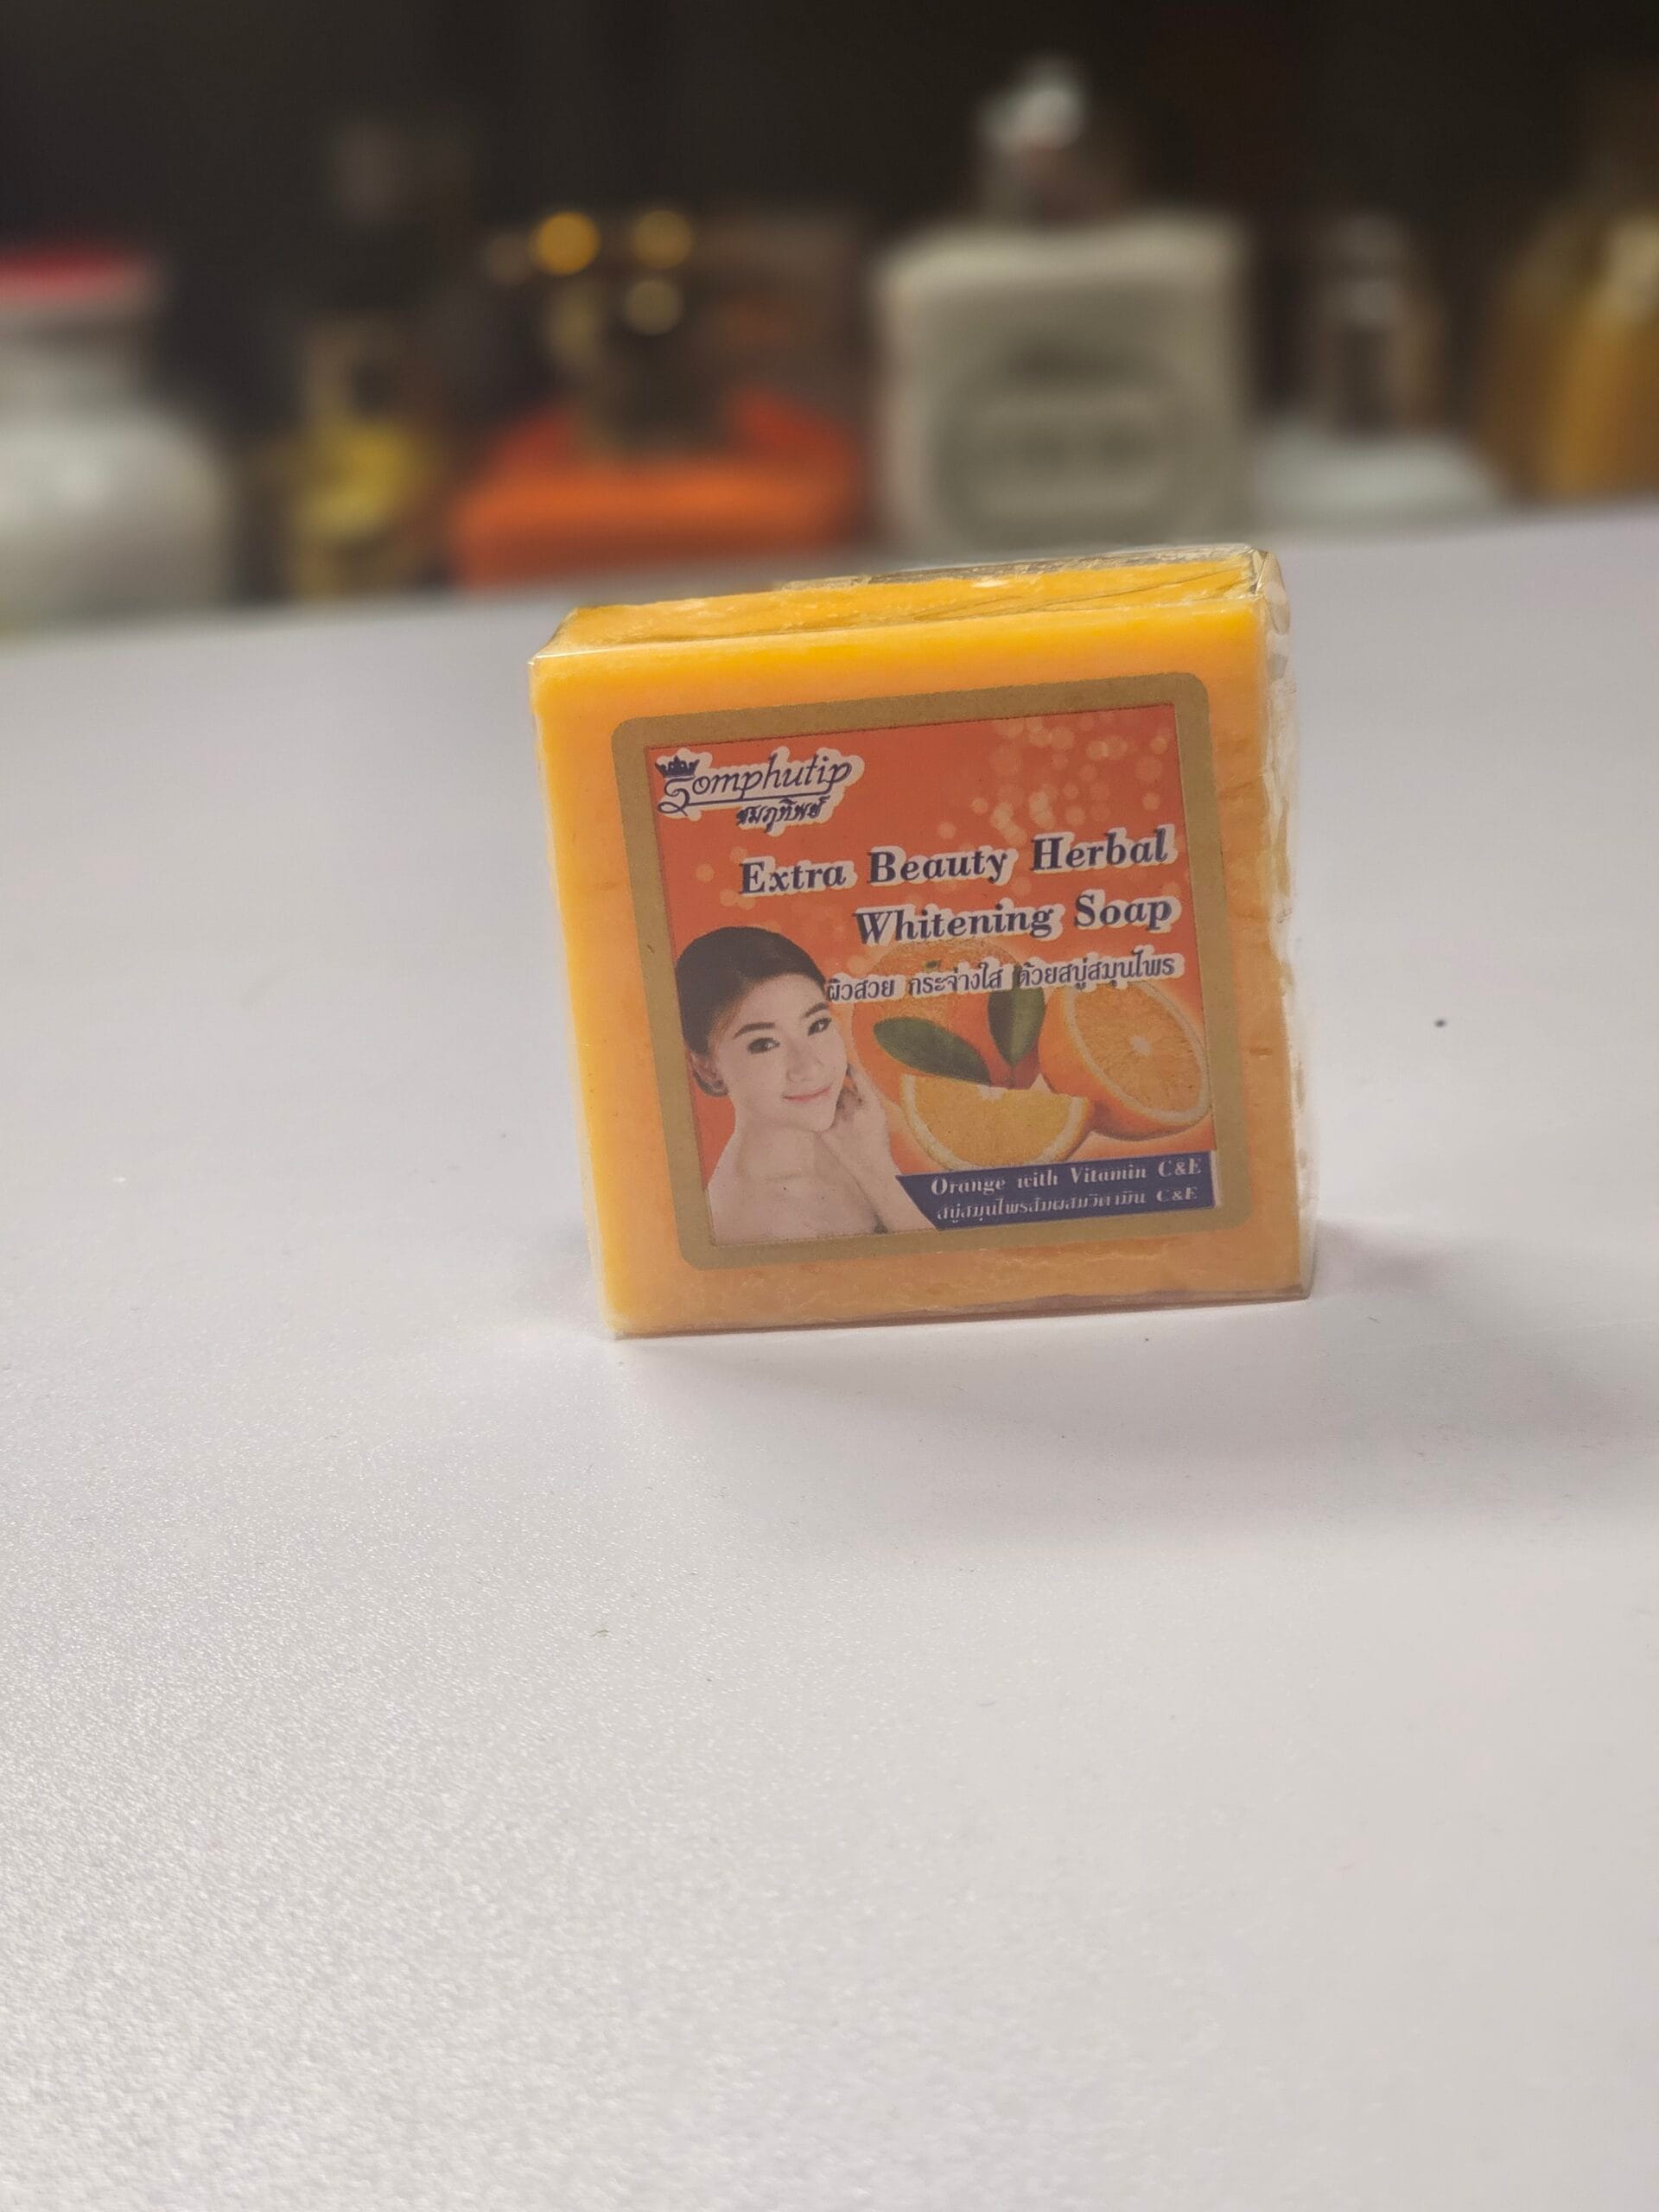 Somphutip
สมภูทิพย์
Extra Beauty Herbal
Whitening Soap
ผิวสวย กระจ่างใส ด้วยสบู่สมุนไพร
Orange with Vitamin C&E
สบู่สมุนไพรส้มผสมวิตามิน C&E